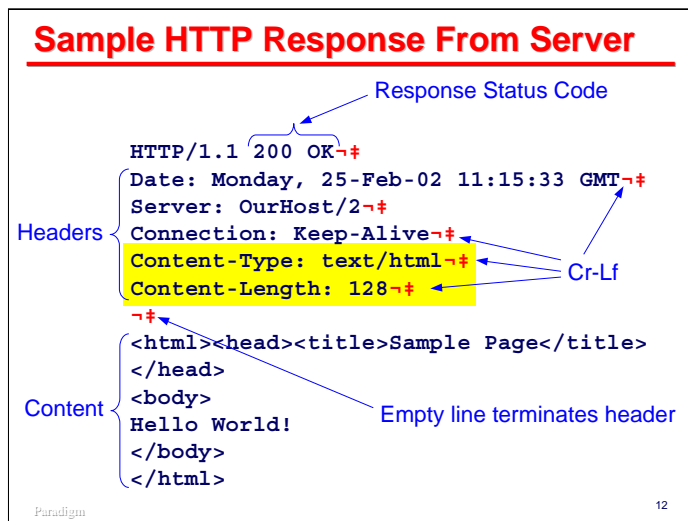 Sample HTTP Response From Server
Response Status Code
HTTP/1.1 200 OK¬‡
Date: Monday, 25-Feb-02 11:15:33 GMT¬‡
Server: OurHost/2¬‡
Headers
Connection: Keep-Alive¬‡
Content-Type: text/html¬‡
Cr-Lf
Content-Length: 128¬‡
¬‡
<html><head><title>Sample Page</title>
</head>
<body>
Content
Empty line terminates header
Hello World!
</body>
</html>
Paradigm
12